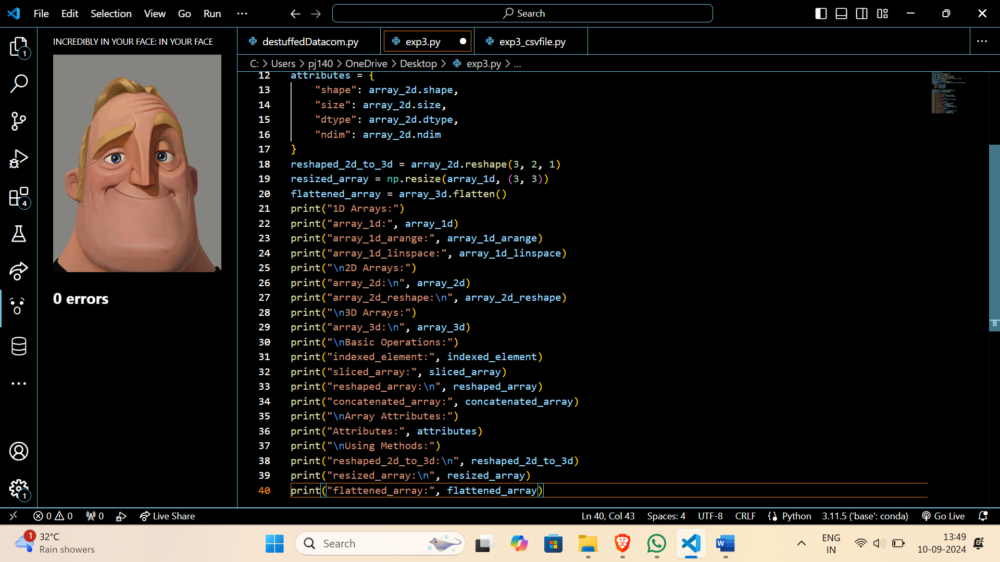 File Edit Selection View Go Run ...
Search
INCREDIBLY IN YOUR FACE: IN YOUR FACE
0 errors
destuffedDatacom.py
exp3.py
exp3_csvfile.py
C: > Users > pj140 > OneDrive > Desktop > exp3.py > ...
12 attributes = {
13 "shape": array_2d.shape,
14 "size": array_2d.size,
15 "dtype": array_2d.dtype,
16 "ndim": array_2d.ndim
17 }
18 reshaped_2d_to_3d = array_2d.reshape(3, 2, 1)
19 resized_array = np.resize(array_1d, (3, 3))
20 flattened_array = array_3d.flatten()
21 print("1D Arrays:")
22 print("array_1d:", array_1d)
23 print("array_1d_arange:", array_1d_arange)
24 print("array_1d_linspace:", array_1d_linspace)
25 print("\n2D Arrays:")
26 print("array_2d:\n", array_2d)
27 print("array_2d_reshape:\n", array_2d_reshape)
28 print("\n3D Arrays:")
29 print("array_3d:\n", array_3d)
30 print("\nBasic Operations:")
31 print("indexed_element:", indexed_element)
32 print("sliced_array:", sliced_array)
33 print("reshaped_array:\n", reshaped_array)
34 print("concatenated_array:", concatenated_array)
35 print("\nArray Attributes:")
36 print("Attributes:", attributes)
37 print("\nUsing Methods:")
38 print("reshaped_2d_to_3d:\n", reshaped_2d_to_3d)
39 print("resized_array:\n", resized_array)
40 print("flattened_array:", flattened_array)
1
4
1
0 0 0 Live Share
Ln 40, Col 43 Spaces: 4 UTF-8 CRLF Python 3.11.5 ('base': conda) Go Live
1
32°C
Rain showers
Search
ENG
IN
13:49
10-09-2024